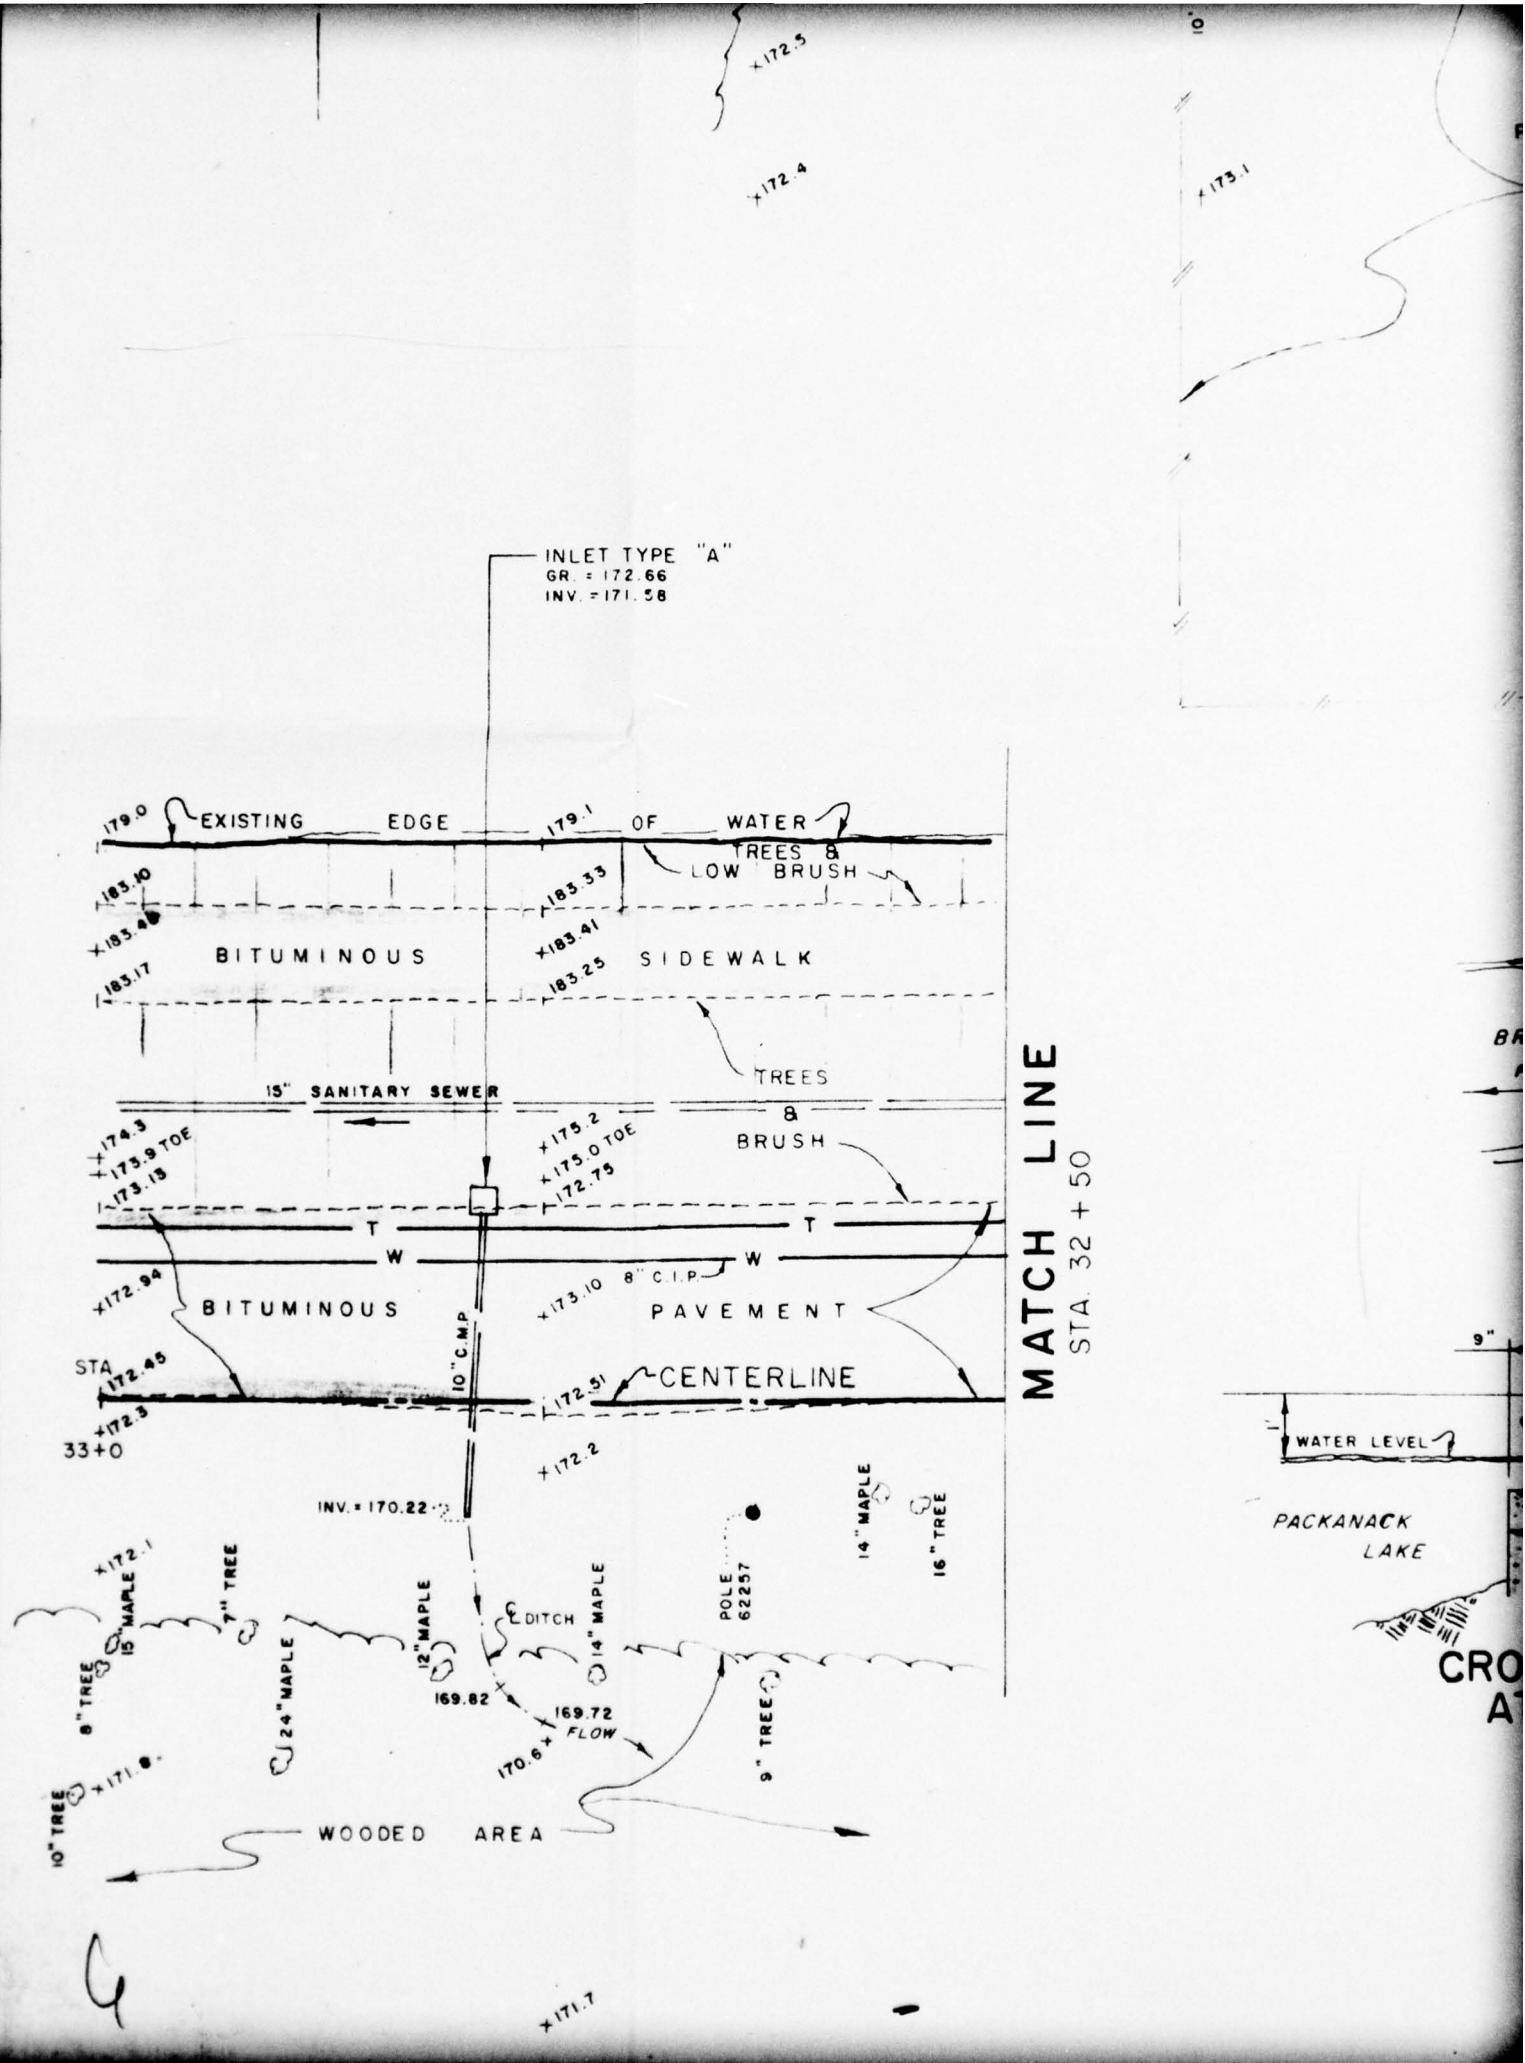 10'
×172.5
×172.4
×173.1
INLET TYPE "A"
GR. = 172.66
INV. = 171.58
179.0
EXISTING EDGE OF WATER
179.1
TREES &
LOW BRUSH
183.10
183.33
183.41
BITUMINOUS SIDEWALK
183.17
183.25
TREES
&
BRUSH
15" SANITARY SEWER
×174.3
×173.9 TOE
173.13
×175.2
×175.0 TOE
172.75
T T
W W
8" C.I.P.
×172.94
×173.10
BITUMINOUS PAVEMENT
10" C.M.P.
STA
172.45
172.51
CENTERLINE
×172.3
33+0
×172.2
MATCH LINE
STA. 32 + 50
INV. = 170.22
14" MAPLE
16" TREE
×172.1
15" MAPLE
7" TREE
12" MAPLE
℄ DITCH
14" MAPLE
POLE
62257
8" TREE
24" MAPLE
169.82
169.72
FLOW
170.6×
9" TREE
×171.8
10" TREE
WOODED AREA
×171.7
BR
9"
1'
WATER LEVEL
PACKANACK
LAKE
CRO
AT